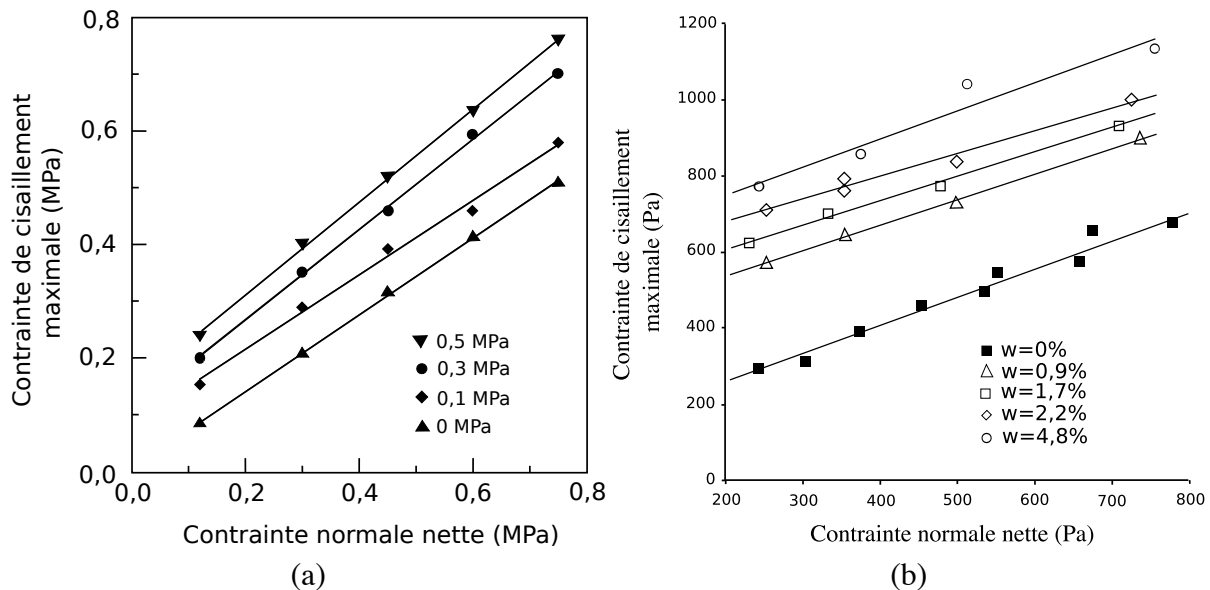 0,8
0,6
0,4
0,2
0,0
0,0 0,2 0,4 0,6 0,8
Contrainte de cisaillement
maximale (MPa)
Contrainte normale nette (MPa)
0,5 MPa
0,3 MPa
0,1 MPa
0 MPa
(a)
1200
1000
800
600
400
200
0
200 300 400 500 600 700 800
Contrainte de cisaillement
maximale (Pa)
Contrainte normale nette (Pa)
w=0%
w=0,9%
w=1,7%
w=2,2%
w=4,8%
(b)